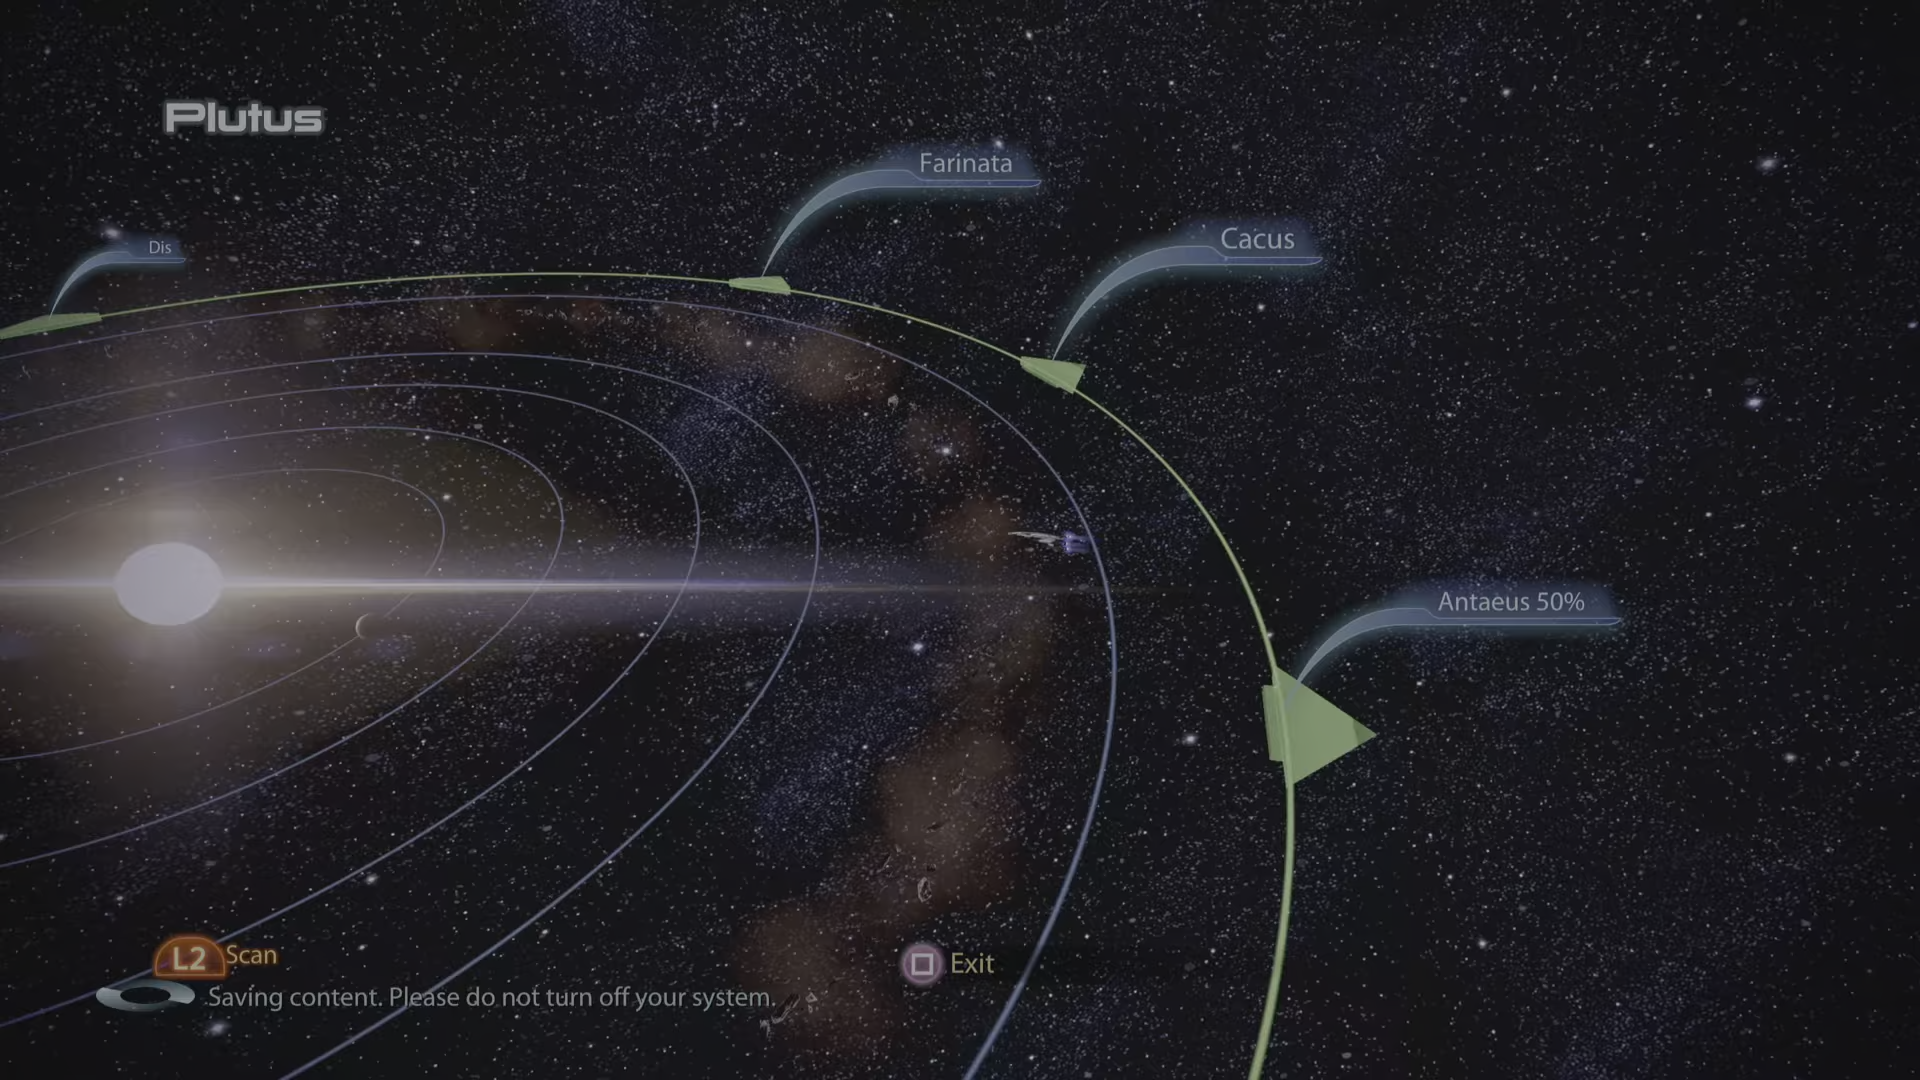 Plutus
Farinata
Cacus
Dis
Antaeus 50%
L2 Scan
Exit
Saving content. Please do not turn off your system.